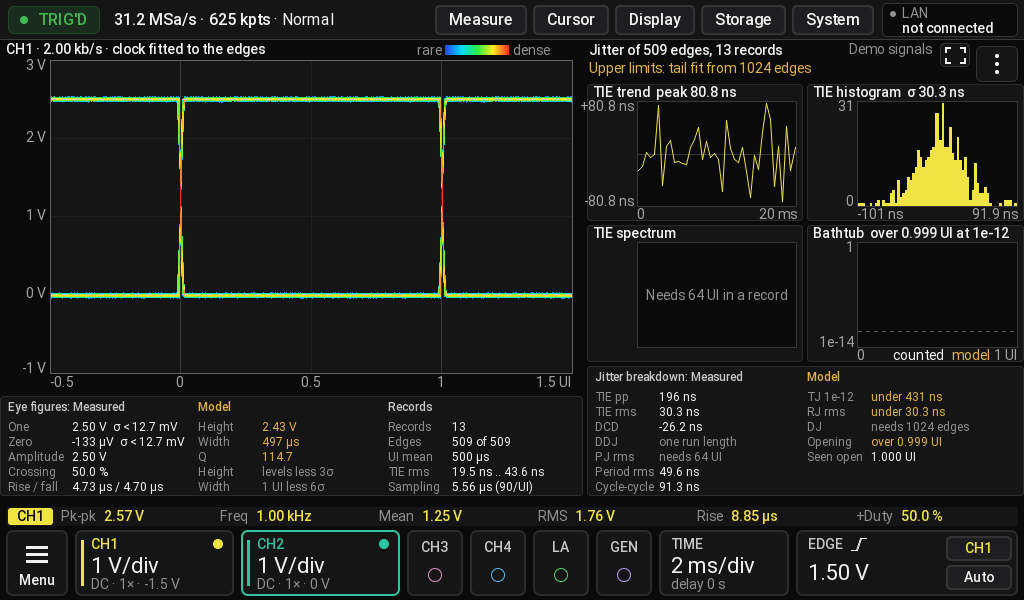 TRIG'D 31.2 MSa/s · 625 kpts · Normal Measure Cursor Display Storage System LAN
not connected
CH1 · 2.00 kb/s · clock fitted to the edges rare dense
3 V
2 V
1 V
0 V
-1 V
-0.5 0 0.5 1 1.5 UI
Jitter of 509 edges, 13 records Demo signals
Upper limits: tail fit from 1024 edges
TIE trend peak 80.8 ns
+80.8 ns
-80.8 ns
0 20 ms
TIE histogram σ 30.3 ns
31
0
-101 ns 91.9 ns
TIE spectrum
Needs 64 UI in a record
Bathtub over 0.999 UI at 1e-12
1
1e-14
0 counted model 1 UI
Eye figures: Measured Model Records
One 2.50 V σ < 12.7 mV Height 2.43 V Records 13
Zero -133 µV σ < 12.7 mV Width 497 µs Edges 509 of 509
Amplitude 2.50 V Q 114.7 UI mean 500 µs
Crossing 50.0 % Height levels less 3σ TIE rms 19.5 ns .. 43.6 ns
Rise / fall 4.73 µs / 4.70 µs Width 1 UI less 6σ Sampling 5.56 µs (90/UI)
Jitter breakdown: Measured Model
TIE pp 196 ns TJ 1e-12 under 431 ns
TIE rms 30.3 ns RJ rms under 30.3 ns
DCD -26.2 ns DJ needs 1024 edges
DDJ one run length Opening over 0.999 UI
PJ rms needs 64 UI Seen open 1.000 UI
Period rms 49.6 ns
Cycle-cycle 91.3 ns
CH1 Pk-pk 2.57 V Freq 1.00 kHz Mean 1.25 V RMS 1.76 V Rise 8.85 µs +Duty 50.0 %
Menu
CH1
1 V/div
DC · 1× · -1.5 V
CH2
1 V/div
DC · 1× · 0 V
CH3
CH4
LA
GEN
TIME
2 ms/div
delay 0 s
EDGE
1.50 V
CH1
Auto